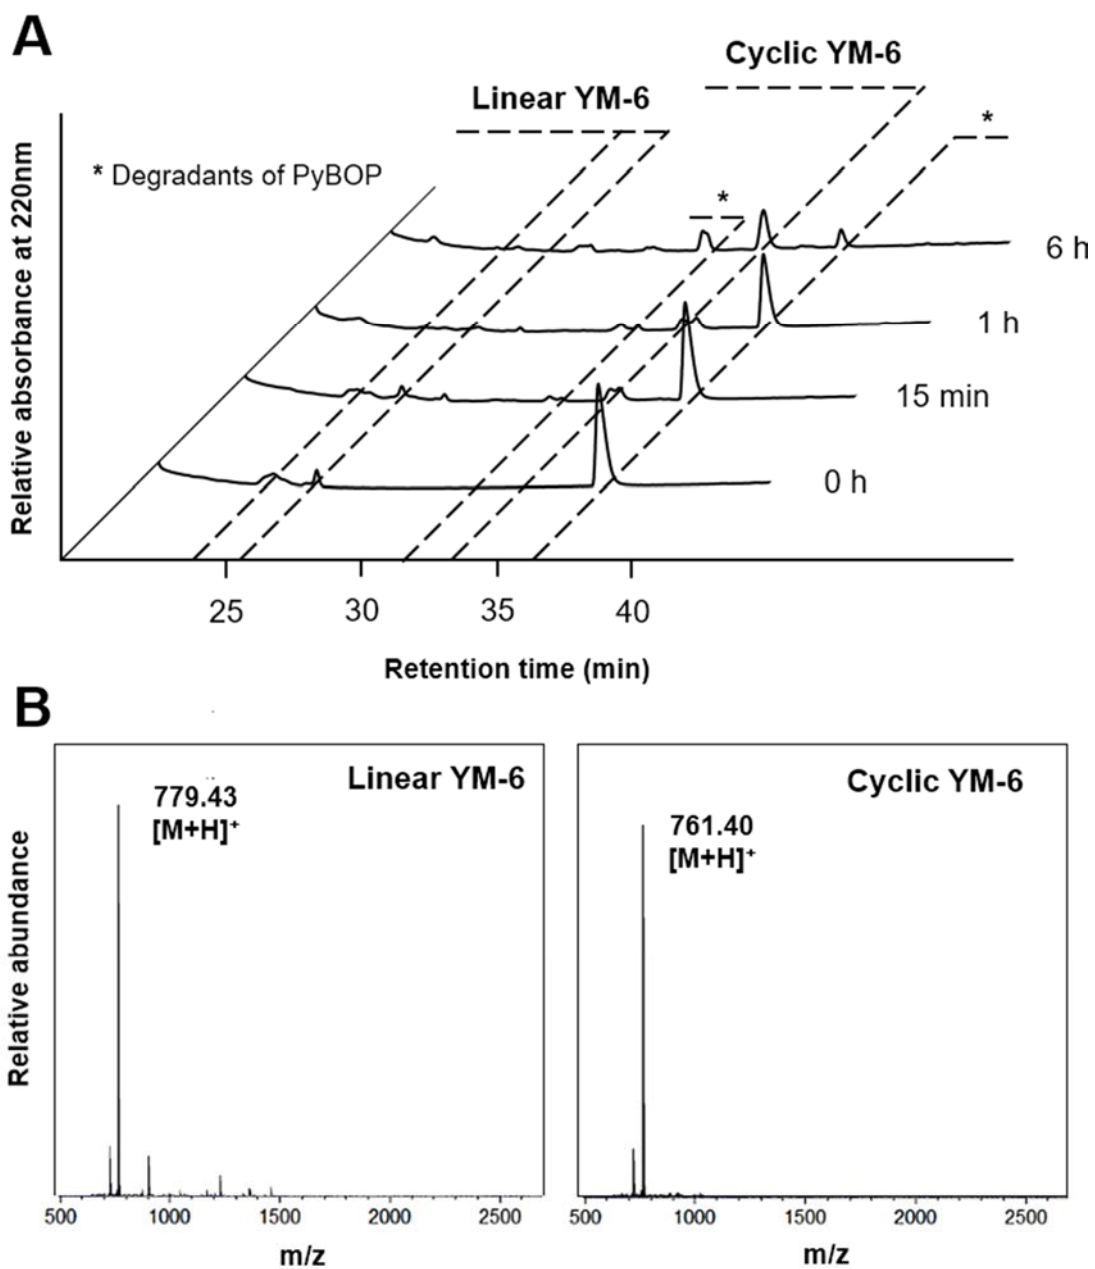 A
Cyclic YM-6
Linear YM-6
*
* Degradants of PyBOP
*
6 h
1 h
15 min
0 h
Relative absorbance at 220nm
25 30 35 40
Retention time (min)
B
Linear YM-6
779.43
[M+H]+
Cyclic YM-6
761.40
[M+H]+
Relative abundance
500 1000 1500 2000 2500
m/z
500 1000 1500 2000 2500
m/z